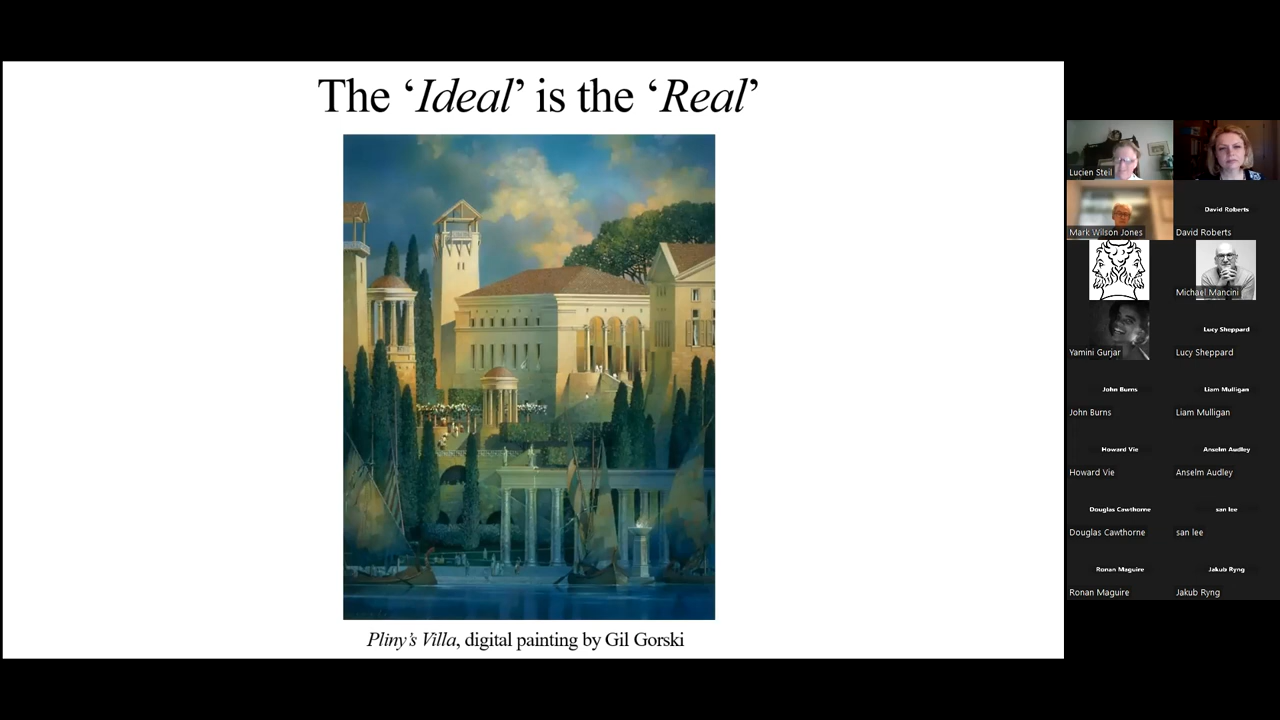 The ‘Ideal’ is the ‘Real’
Pliny’s Villa, digital painting by Gil Gorski
Lucien Steil
Mark Wilson Jones
David Roberts
David Roberts
Michael Mancini
Yamini Gurjar
Lucy Sheppard
Lucy Sheppard
John Burns
John Burns
Liam Mulligan
Liam Mulligan
Howard Vie
Howard Vie
Anselm Audley
Anselm Audley
Douglas Cawthorne
Douglas Cawthorne
san lee
san lee
Ronan Maguire
Ronan Maguire
Jakub Ryng
Jakub Ryng